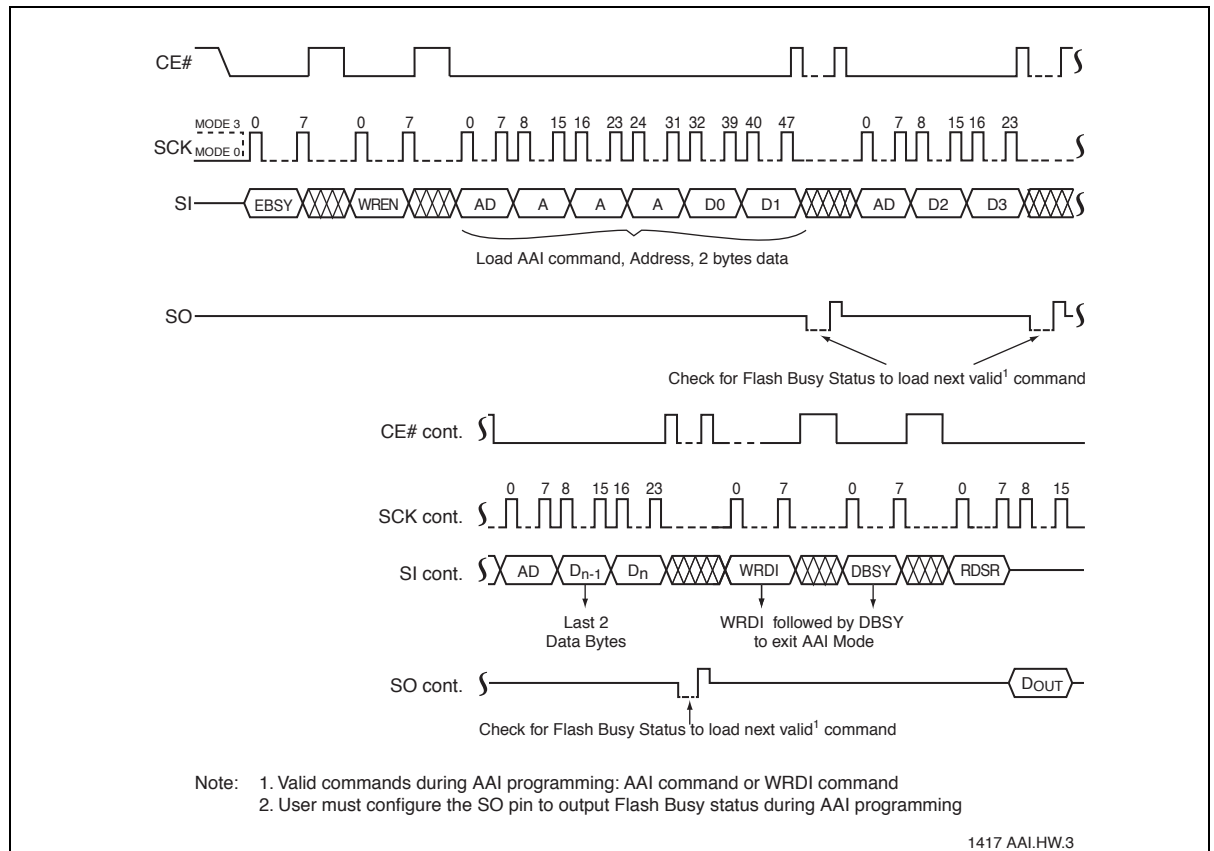 CE#
MODE 3 0 7 0 7 0 7 8 15 16 23 24 31 32 39 40 47 0 7 8 15 16 23
SCK MODE 0
SI EBSY WREN AD A A A D0 D1 AD D2 D3
Load AAI command, Address, 2 bytes data
SO
Check for Flash Busy Status to load next valid1 command
CE# cont.
0 7 8 15 16 23 0 7 0 7 0 7 8 15
SCK cont.
SI cont. AD Dn-1 Dn WRDI DBSY RDSR
Last 2 WRDI followed by DBSY
Data Bytes to exit AAI Mode
SO cont. DOUT
Check for Flash Busy Status to load next valid1 command
Note: 1. Valid commands during AAI programming: AAI command or WRDI command
2. User must configure the SO pin to output Flash Busy status during AAI programming
1417 AAI.HW.3